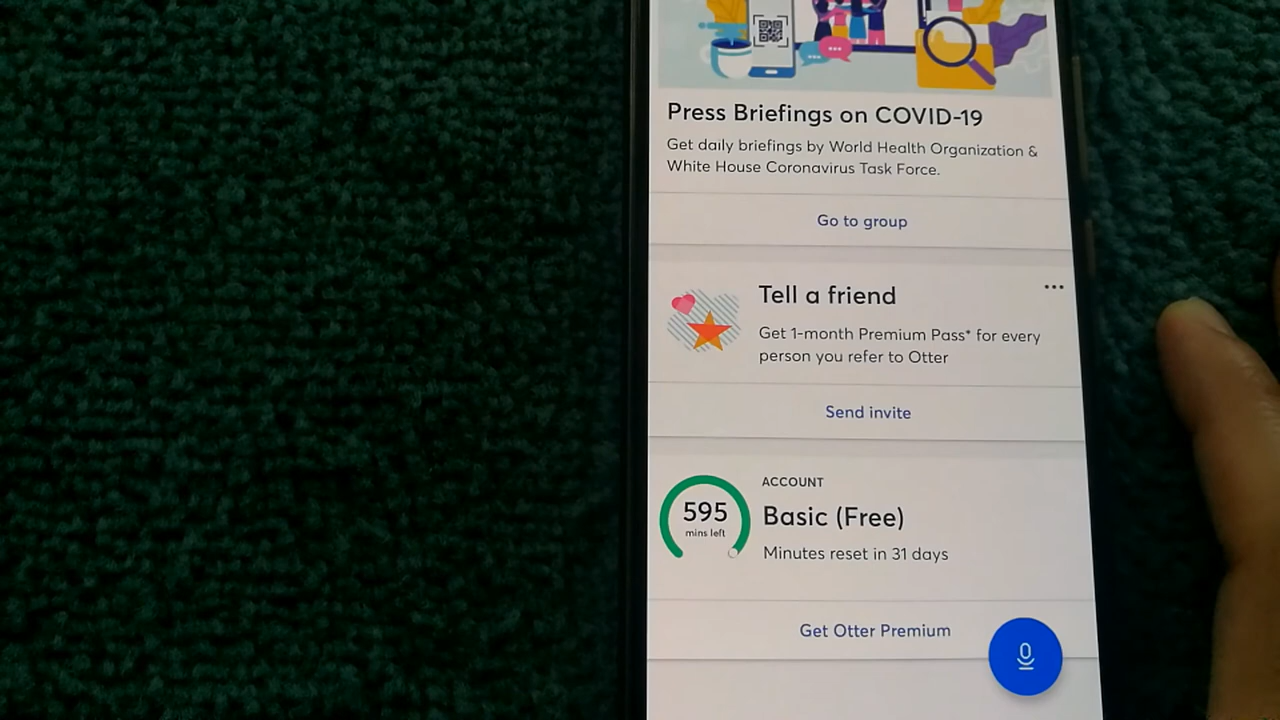 Press Briefings on COVID-19
Get daily briefings by World Health Organization &
White House Coronavirus Task Force.
Go to group
Tell a friend
Get 1-month Premium Pass* for every
person you refer to Otter
Send invite
595
mins left
ACCOUNT
Basic (Free)
Minutes reset in 31 days
Get Otter Premium